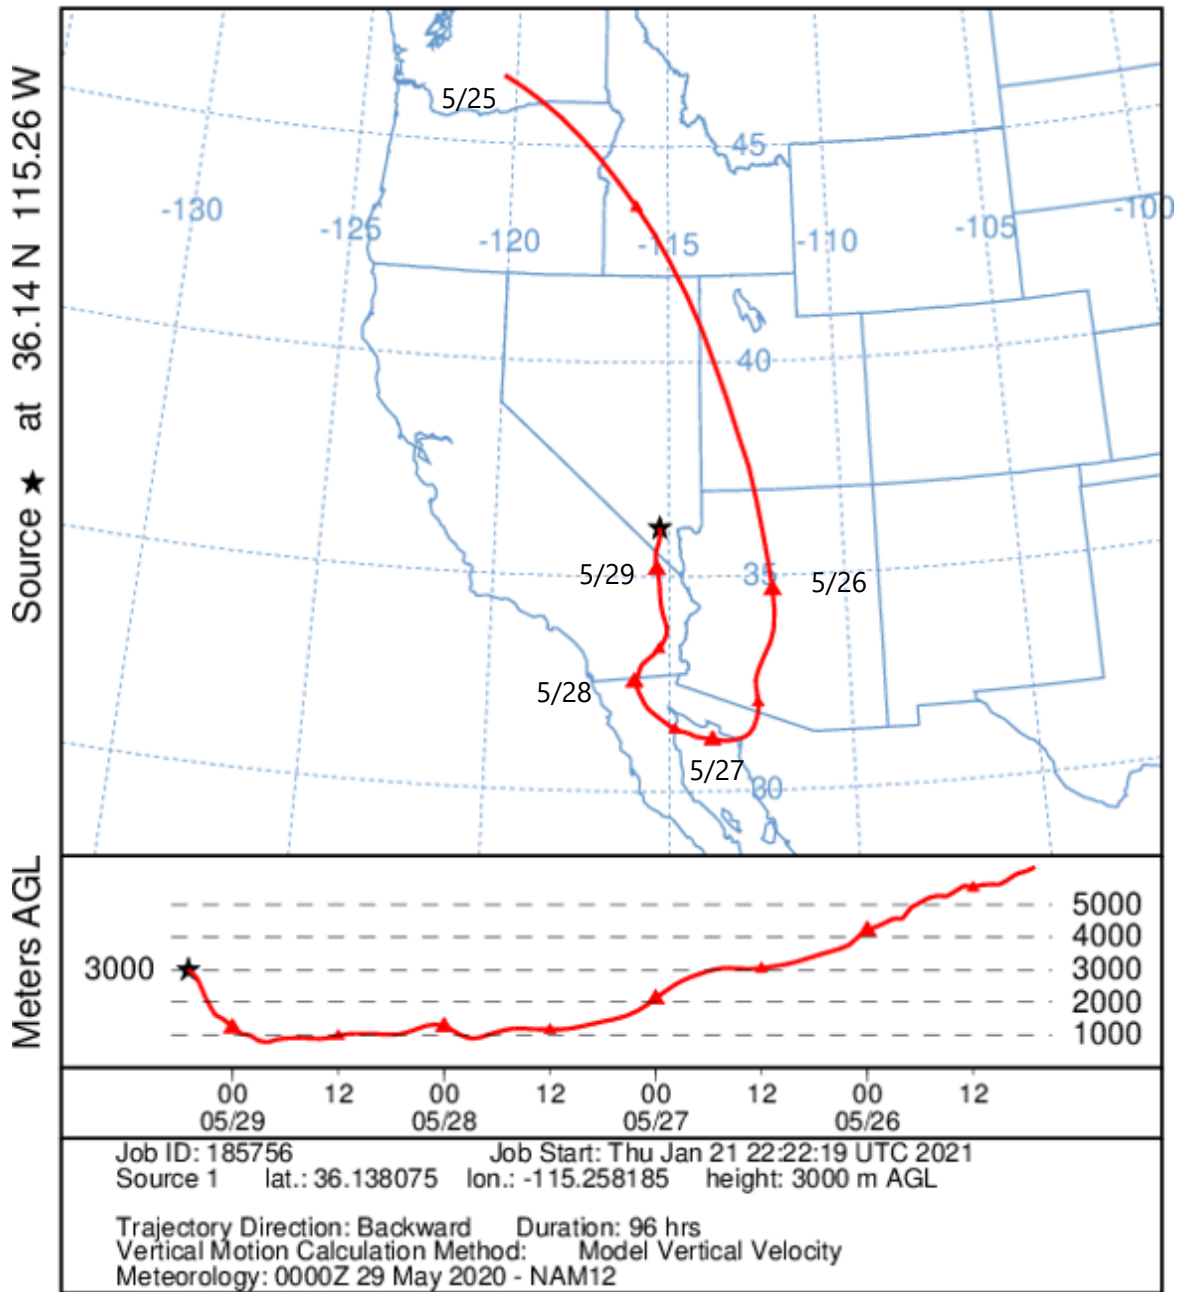 Source ★ at 36.14 N 115.26 W
5/25
45
-130
-125
-120
-115
-110
-105
-100
40
5/29
35
5/26
5/28
5/27
30
Meters AGL
3000
5000
4000
3000
2000
1000
00 12 00 12 00 12 00 12
05/29 05/28 05/27 05/26
Job ID: 185756 Job Start: Thu Jan 21 22:22:19 UTC 2021
Source 1 lat.: 36.138075 lon.: -115.258185 height: 3000 m AGL
Trajectory Direction: Backward Duration: 96 hrs
Vertical Motion Calculation Method: Model Vertical Velocity
Meteorology: 0000Z 29 May 2020 - NAM12